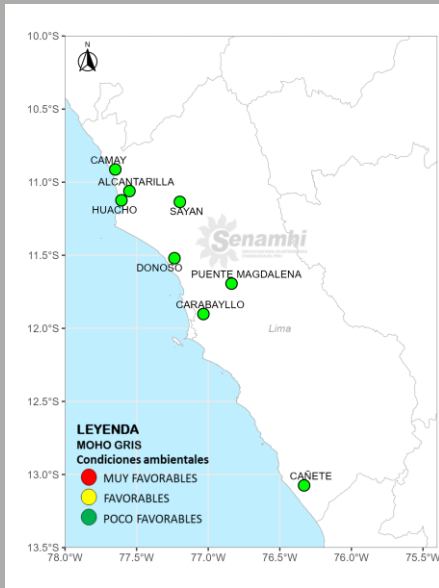 10.0°S
N
10.5°S
CAMAY
11.0°S
ALCANTARILLA
HUACHO
SAYAN
Senamhi
11.5°S
DONOSO
PUENTE MAGDALENA
CARABAYLLO
12.0°S
Lima
12.5°S
LEYENDA
MOHO GRIS
Condiciones ambientales
MUY FAVORABLES
FAVORABLES
POCO FAVORABLES
13.0°S
CAÑETE
13.5°S
78.0°W 77.5°W 77.0°W 76.5°W 76.0°W 75.5°W